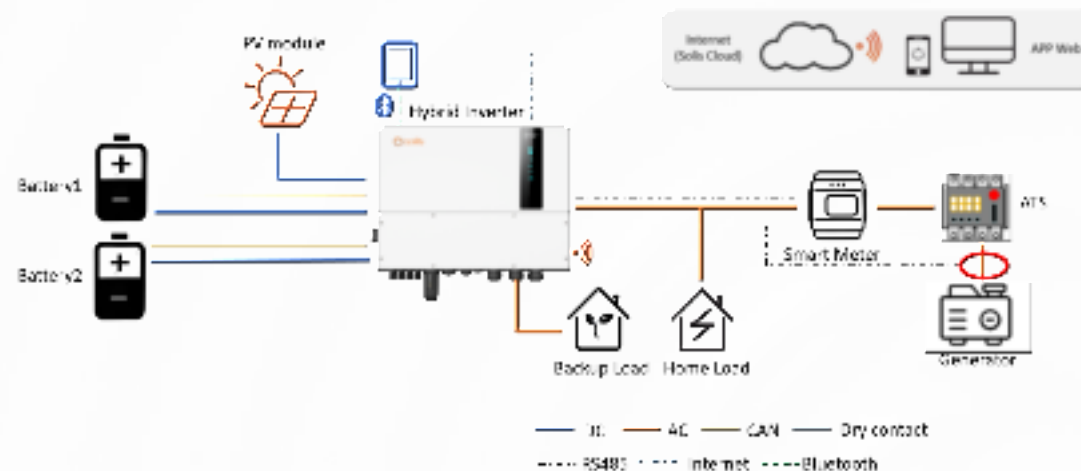 PV module
Internet
(Solis Cloud)
APP Web
Hybrid Inverter
Battery1
ATS
Smart Meter
Battery2
Backup Load
Home Load
Generator
DC
AC
CAN
Dry contact
RS485
Internet
Bluetooth